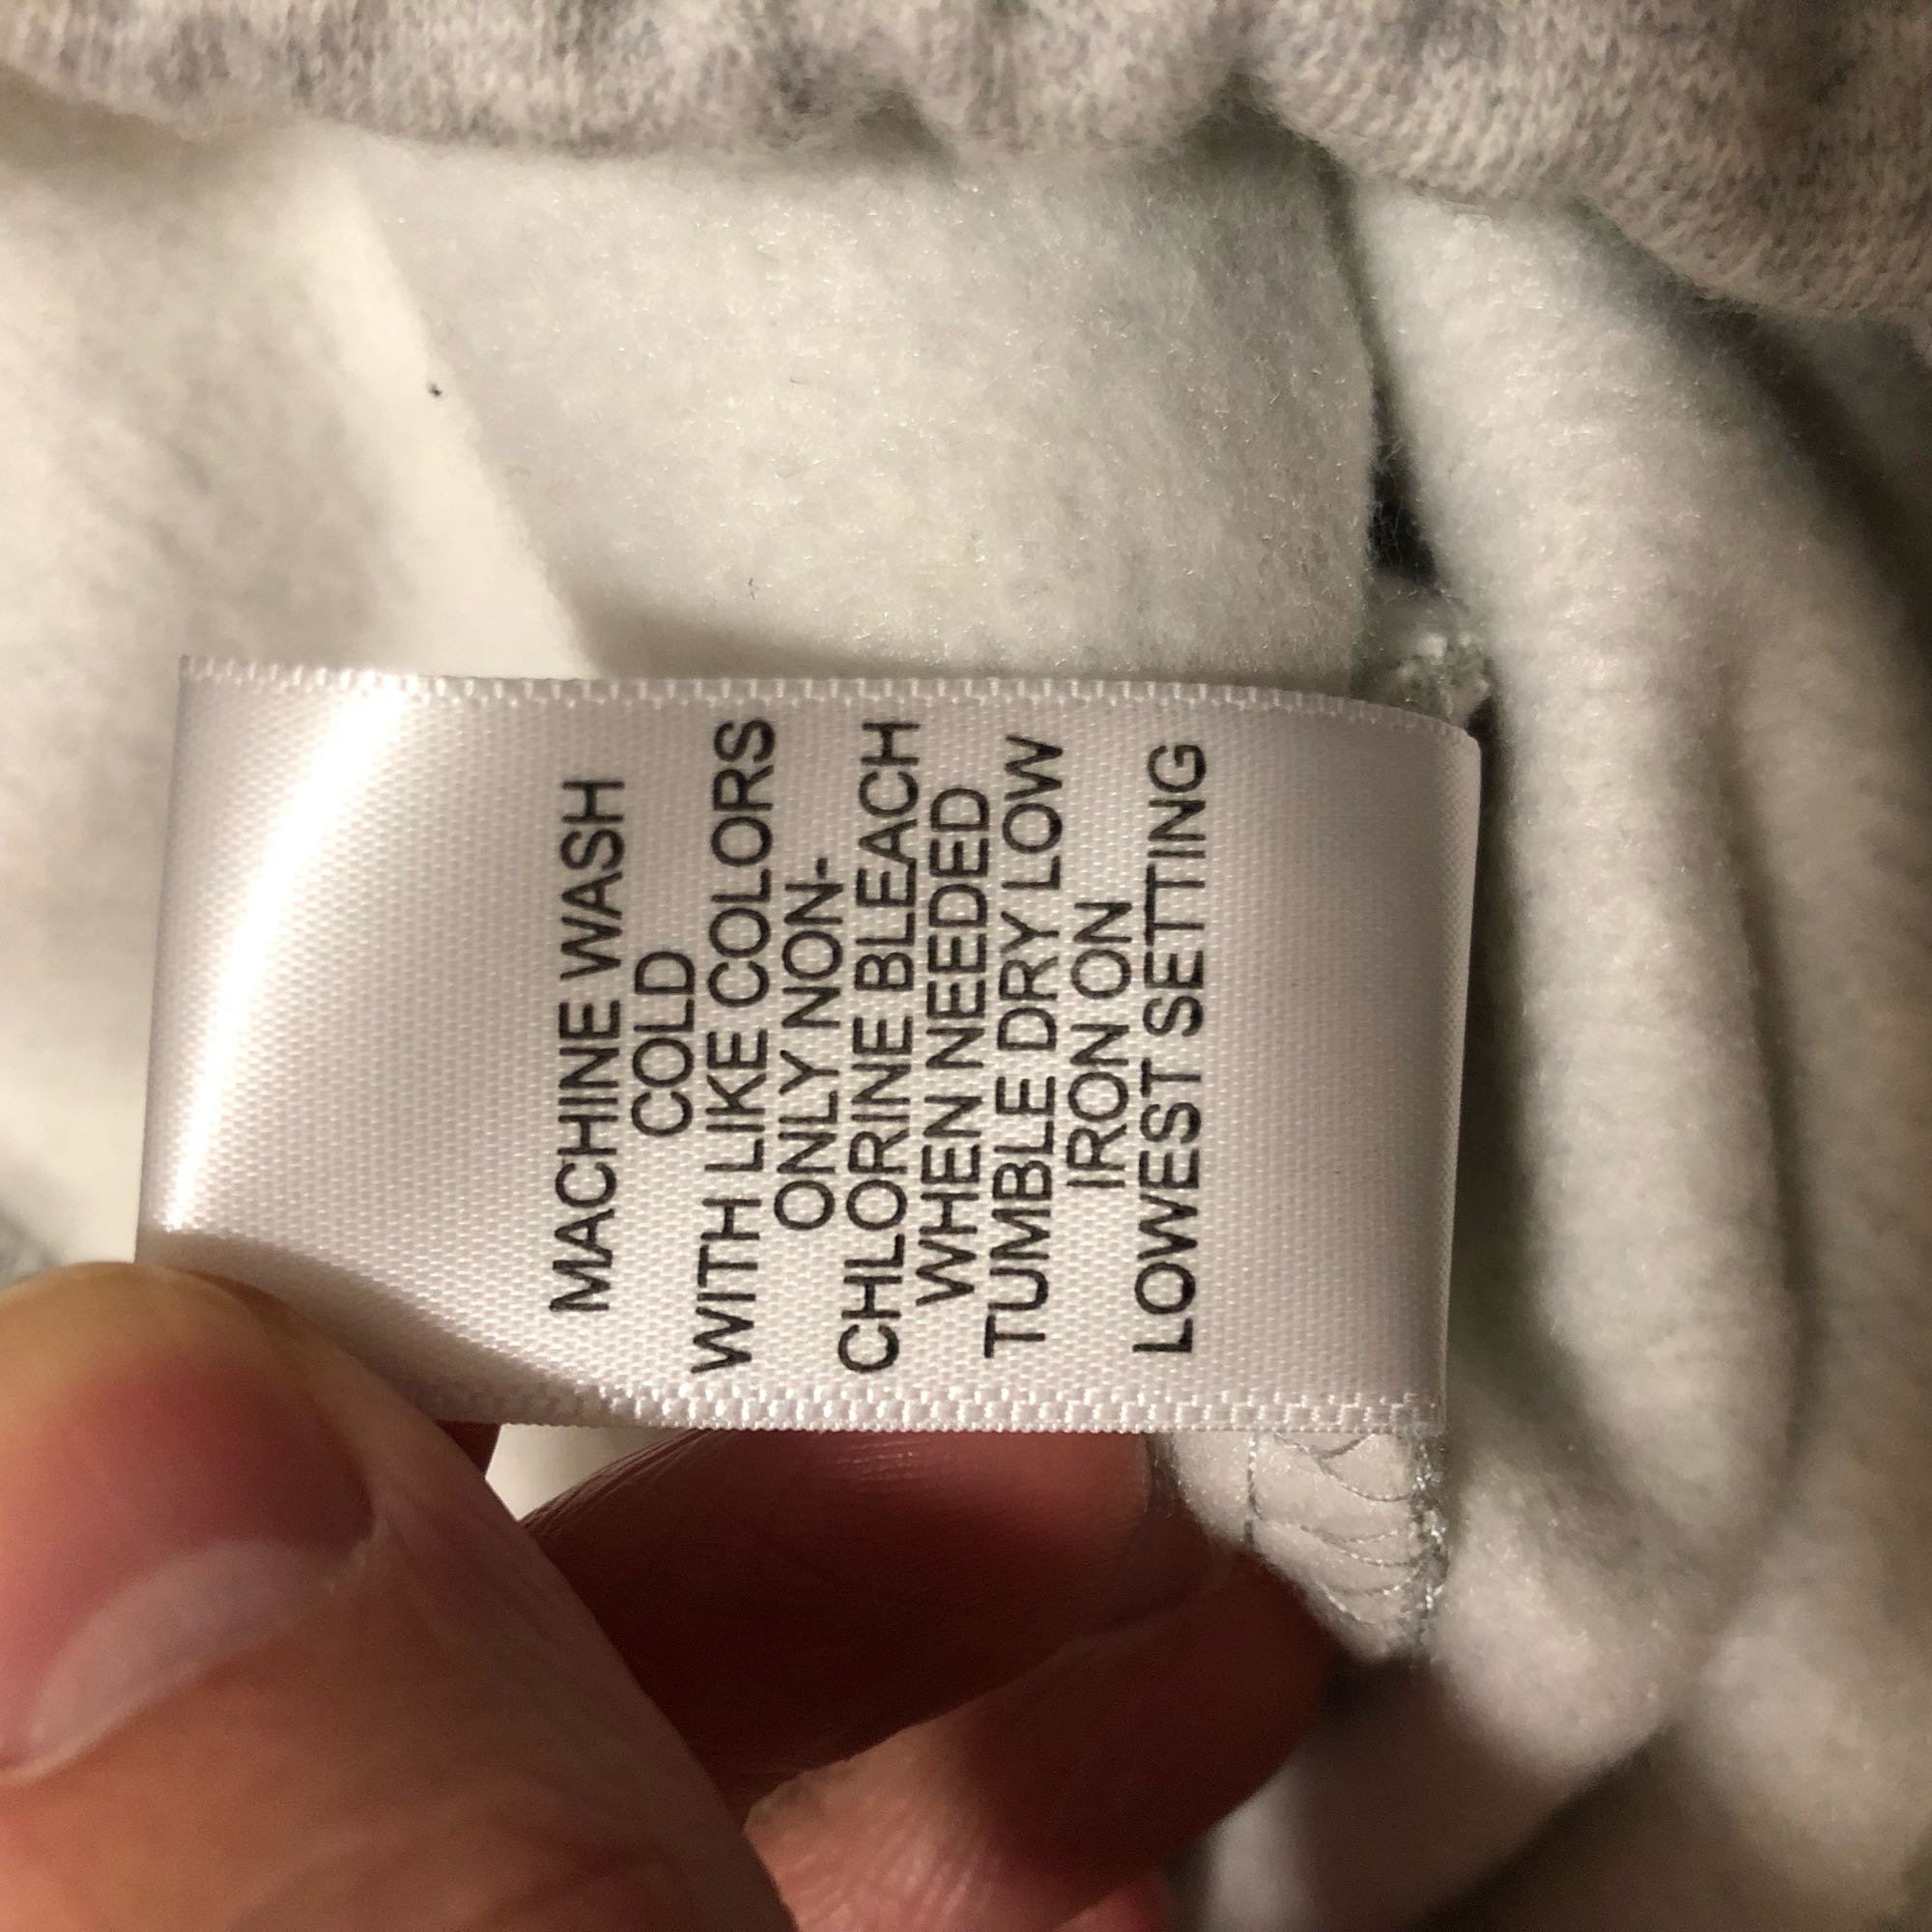 MACHINE WASH
COLD
WITH LIKE COLORS
ONLY NON-
CHLORINE BLEACH
WHEN NEEDED
TUMBLE DRY LOW
IRON ON
LOWEST SETTING